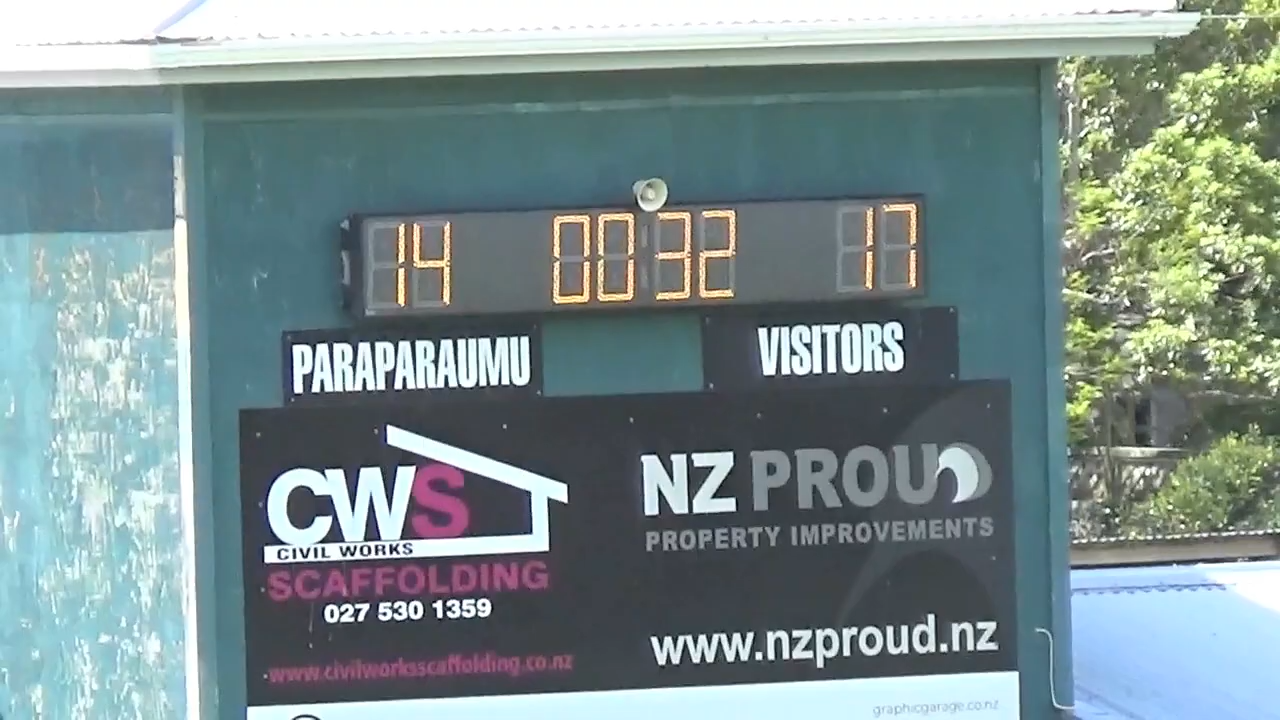 14 00:32 17
PARAPARAUMU VISITORS
CWS
CIVIL WORKS
SCAFFOLDING
027 530 1359
www.civilworksscaffolding.co.nz
NZ PROUD
PROPERTY IMPROVEMENTS
www.nzproud.nz
graphicgarage.co.nz